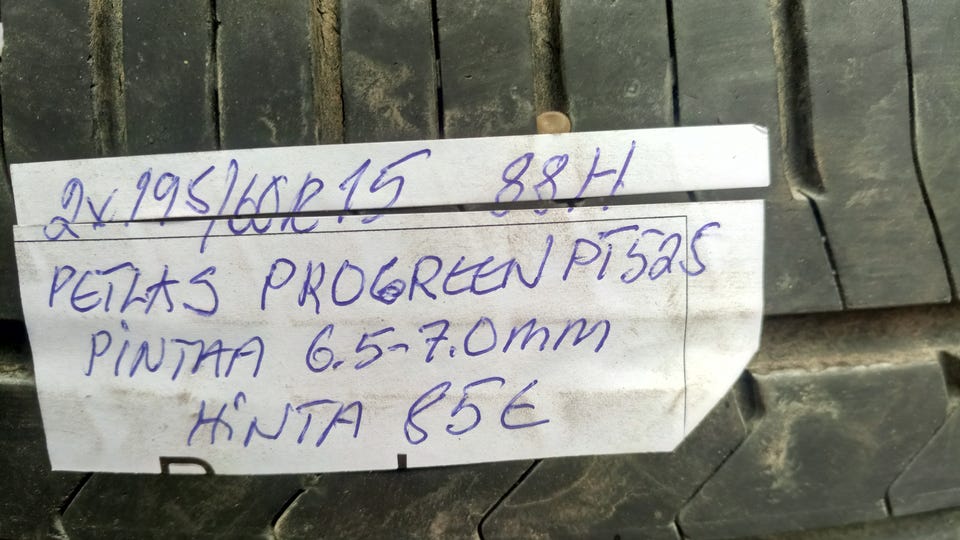 2x195/60R15 88H
PETLAS PROGREEN PT525
PiNTAA 6.5-7.0mm
HiNTA 85€